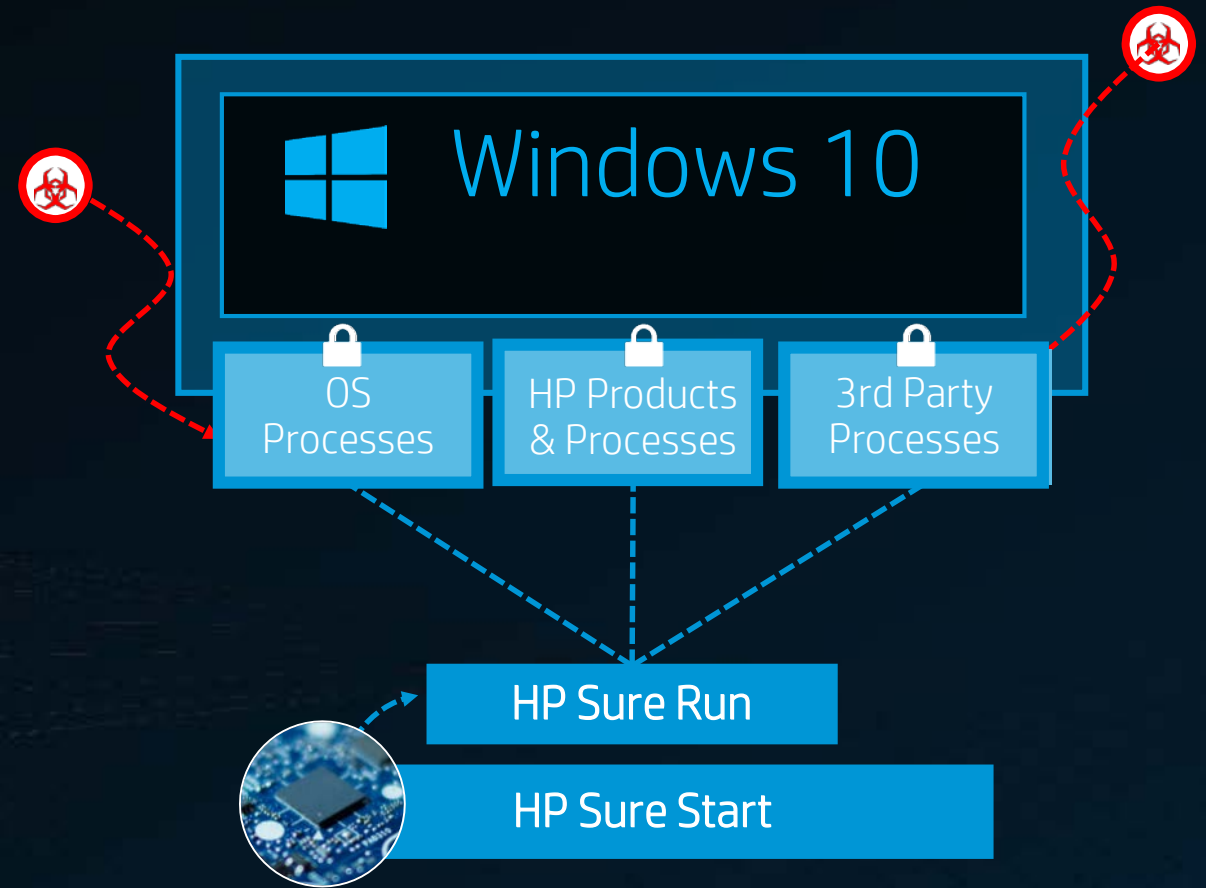 Windows 10
OS
Processes
HP Products
& Processes
3rd Party
Processes
HP Sure Run
HP Sure Start